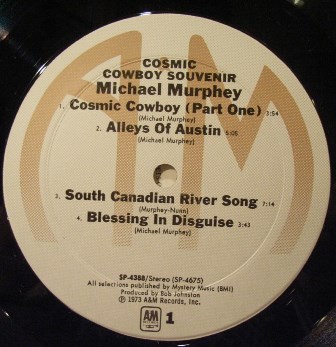 COSMIC
COWBOY SOUVENIR
Michael Murphey
1. Cosmic Cowboy (Part One) 3:54
(Michael Murphey)
2. Alleys Of Austin 5:05
(Michael Murphey)
3. South Canadian River Song 7:14
(Murphey-Nunn)
4. Blessing In Disguise 3:43
(Michael Murphey)
SP-4388/Stereo (SP-4675)
All selections published by Mystery Music (BMI)
Produced by Bob Johnston
℗ 1973 A&M Records, Inc.
A&M 1